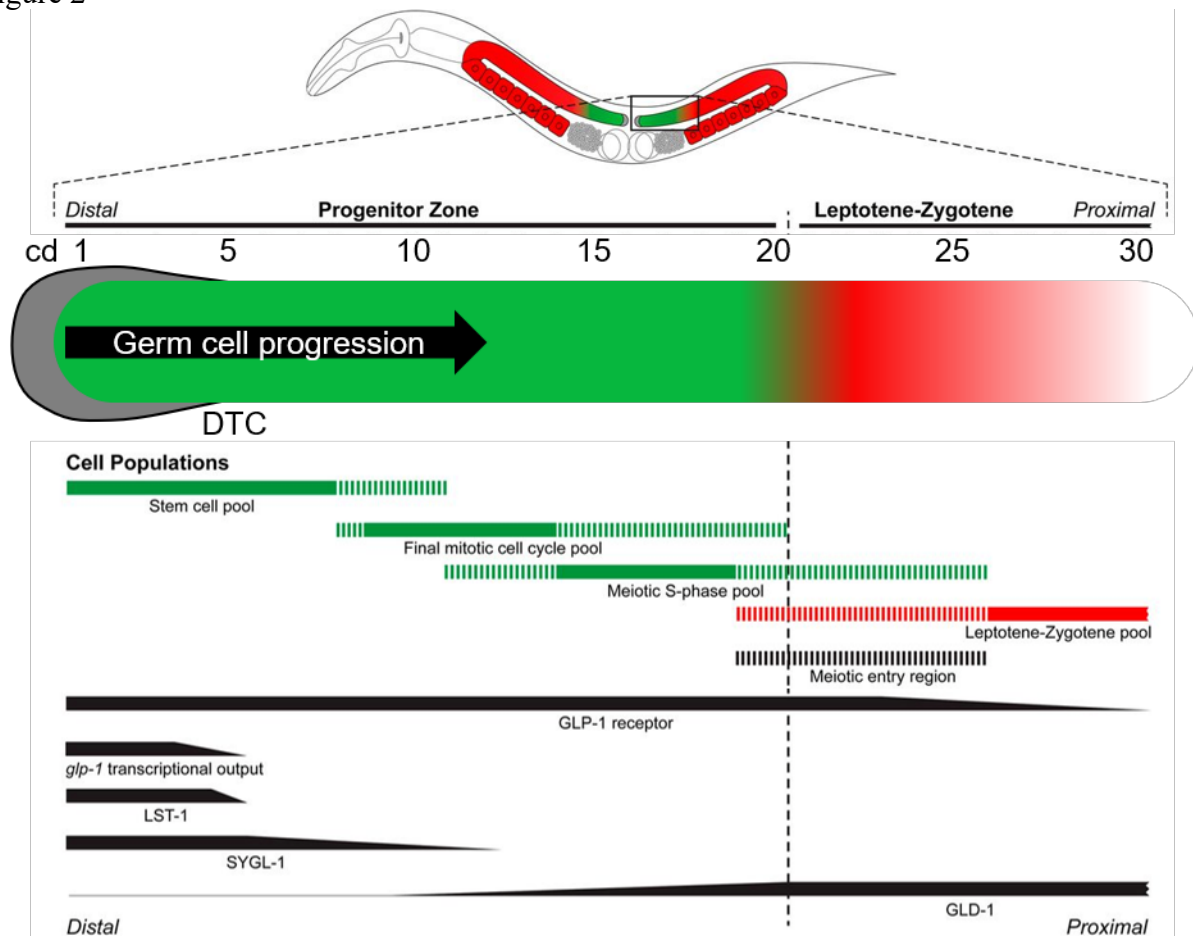 Distal Progenitor Zone Leptotene-Zygotene Proximal
cd 1 5 10 15 20 25 30
Germ cell progression
DTC
Cell Populations
Stem cell pool
Final mitotic cell cycle pool
Meiotic S-phase pool
Leptotene-Zygotene pool
Meiotic entry region
GLP-1 receptor
glp-1 transcriptional output
LST-1
SYGL-1
GLD-1
Distal Proximal